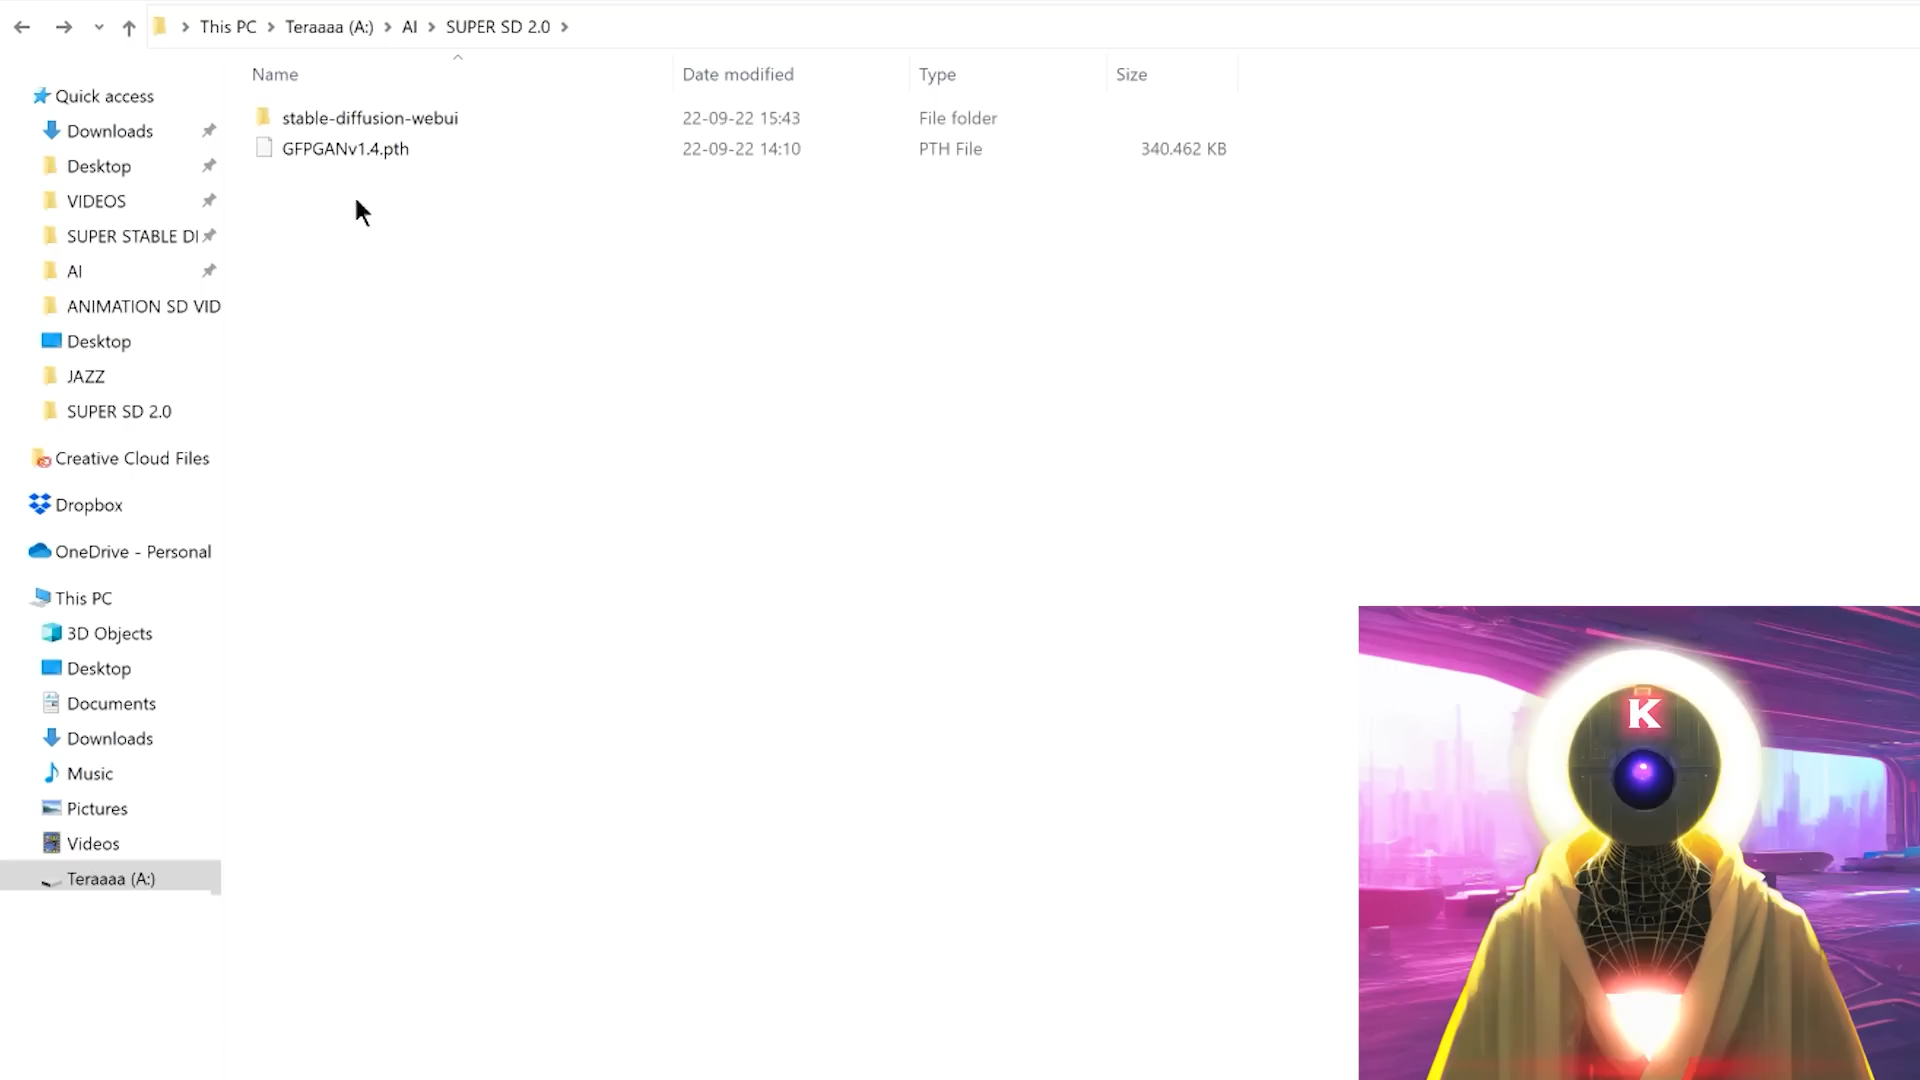 This PC > Teraaaa (A:) > AI > SUPER SD 2.0 >
Name Date modified Type Size
stable-diffusion-webui 22-09-22 15:43 File folder
GFPGANv1.4.pth 22-09-22 14:10 PTH File 340.462 KB
Quick access
Downloads
Desktop
VIDEOS
SUPER STABLE DI
AI
ANIMATION SD VID
Desktop
JAZZ
SUPER SD 2.0
Creative Cloud Files
Dropbox
OneDrive - Personal
This PC
3D Objects
Desktop
Documents
Downloads
Music
Pictures
Videos
Teraaaa (A:)
K